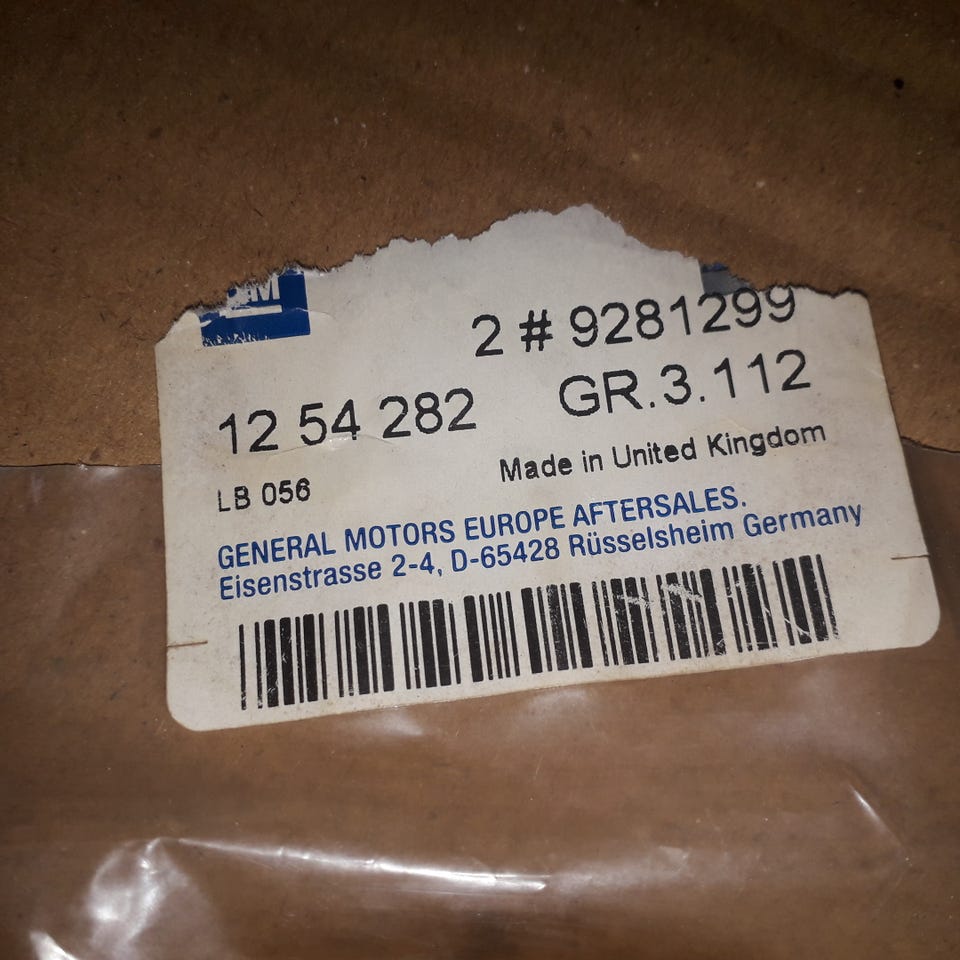 GM
2 # 9281299
12 54 282 GR.3.112
LB 056 Made in United Kingdom
GENERAL MOTORS EUROPE AFTERSALES.
Eisenstrasse 2-4, D-65428 Rüsselsheim Germany